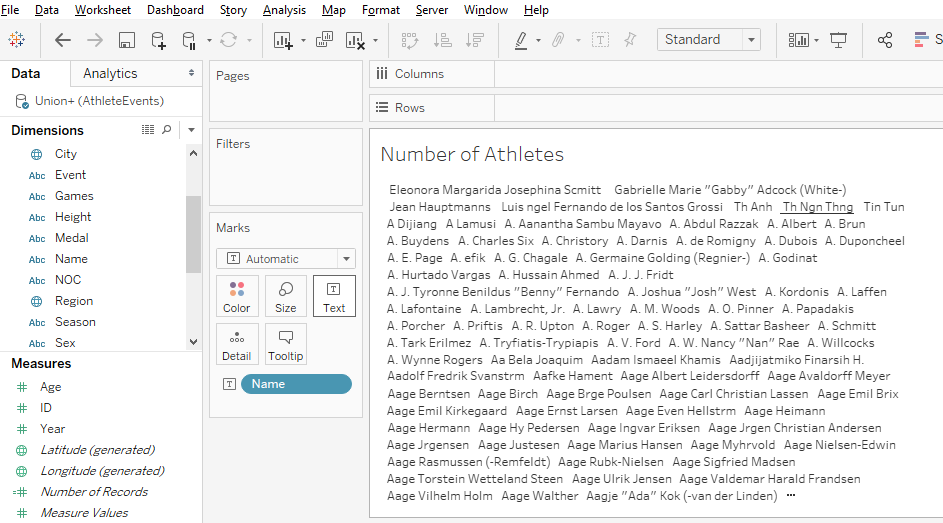 File Data Worksheet Dashboard Story Analysis Map Format Server Window Help
Standard
S
Data Analytics
Union+ (AthleteEvents)
Dimensions
City
Abc Event
Abc Games
Abc Height
Abc Medal
Abc Name
Abc NOC
Region
Abc Season
Abc Sex
Measures
Age
ID
Year
Latitude (generated)
Longitude (generated)
Number of Records
Measure Values
Pages
Filters
Marks
T Automatic
Color Size Text
Detail Tooltip
T Name
Columns
Rows
Number of Athletes
Eleonora Margarida Josephina Scmitt Gabrielle Marie "Gabby" Adcock (White-)
Jean Hauptmanns Luis ngel Fernando de los Santos Grossi Th Anh Th Ngn Thng Tin Tun
A Dijiang A Lamusi A. Aanantha Sambu Mayavo A. Abdul Razzak A. Albert A. Brun
A. Buydens A. Charles Six A. Christory A. Darnis A. de Romigny A. Dubois A. Duponcheel
A. E. Page A. efik A. G. Chagale A. Germaine Golding (Regnier-) A. Godinat
A. Hurtado Vargas A. Hussain Ahmed A. J. J. Fridt
A. J. Tyronne Benildus "Benny" Fernando A. Joshua "Josh" West A. Kordonis A. Laffen
A. Lafontaine A. Lambrecht, Jr. A. Lawry A. M. Woods A. O. Pinner A. Papadakis
A. Porcher A. Priftis A. R. Upton A. Roger A. S. Harley A. Sattar Basheer A. Schmitt
A. Tark Erilmez A. Tryfiatis-Trypiapis A. V. Ford A. W. Nancy "Nan" Rae A. Willcocks
A. Wynne Rogers Aa Bela Joaquim Aadam Ismaeel Khamis Aadjijatmiko Finarsih H.
Aadolf Fredrik Svanstrm Aafke Hament Aage Albert Leidersdorff Aage Avaldorff Meyer
Aage Berntsen Aage Birch Aage Brge Poulsen Aage Carl Christian Lassen Aage Emil Brix
Aage Emil Kirkegaard Aage Ernst Larsen Aage Even Hellstrm Aage Heimann
Aage Hermann Aage Hy Pedersen Aage Ingvar Eriksen Aage Jrgen Christian Andersen
Aage Jrgensen Aage Justesen Aage Marius Hansen Aage Myhrvold Aage Nielsen-Edwin
Aage Rasmussen (-Remfeldt) Aage Rubk-Nielsen Aage Sigfried Madsen
Aage Torstein Wetteland Steen Aage Ulrik Jensen Aage Valdemar Harald Frandsen
Aage Vilhelm Holm Aage Walther Aagje "Ada" Kok (-van der Linden) ...